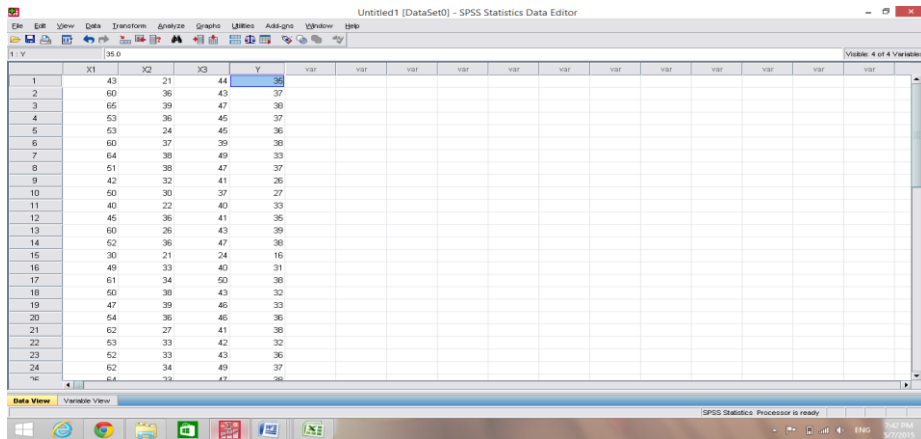 Untitled1 [DataSet0] - SPSS Statistics Data Editor
File Edit View Data Transform Analyze Graphs Utilities Add-ons Window Help
1 : Y 35.0 Visible: 4 of 4 Variables
X1 X2 X3 Y var var var var var var var var var var var
1 43 21 44 35
2 60 36 43 37
3 65 39 47 38
4 53 36 45 37
5 53 24 45 36
6 60 37 39 38
7 64 38 49 33
8 51 38 47 37
9 42 32 41 26
10 50 30 37 27
11 40 22 40 33
12 45 36 41 35
13 60 26 43 39
14 52 36 47 38
15 30 21 24 16
16 49 33 40 31
17 61 34 50 38
18 50 38 43 32
19 47 39 46 33
20 54 36 46 36
21 62 27 41 38
22 53 33 42 32
23 52 33 43 36
24 62 34 49 37
Data View Variable View
SPSS Statistics Processor is ready
ENG 7:42 PM
5/7/2015